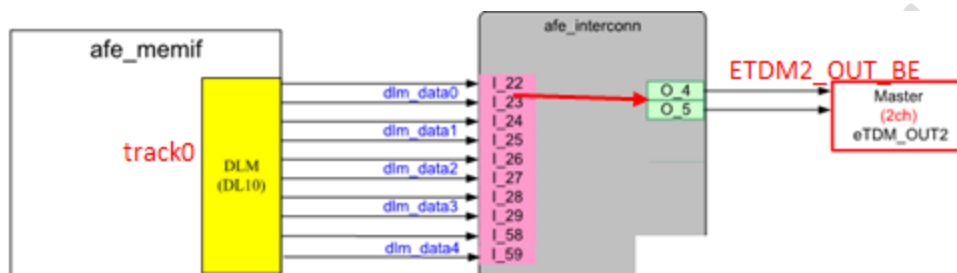 afe_memif
track0
DLM
(DL10)
dlm_data0
dlm_data1
dlm_data2
dlm_data3
dlm_data4
afe_interconn
I_22
I_23
I_24
I_25
I_26
I_27
I_28
I_29
I_58
I_59
O_4
O_5
ETDM2_OUT_BE
Master
(2ch)
eTDM_OUT2